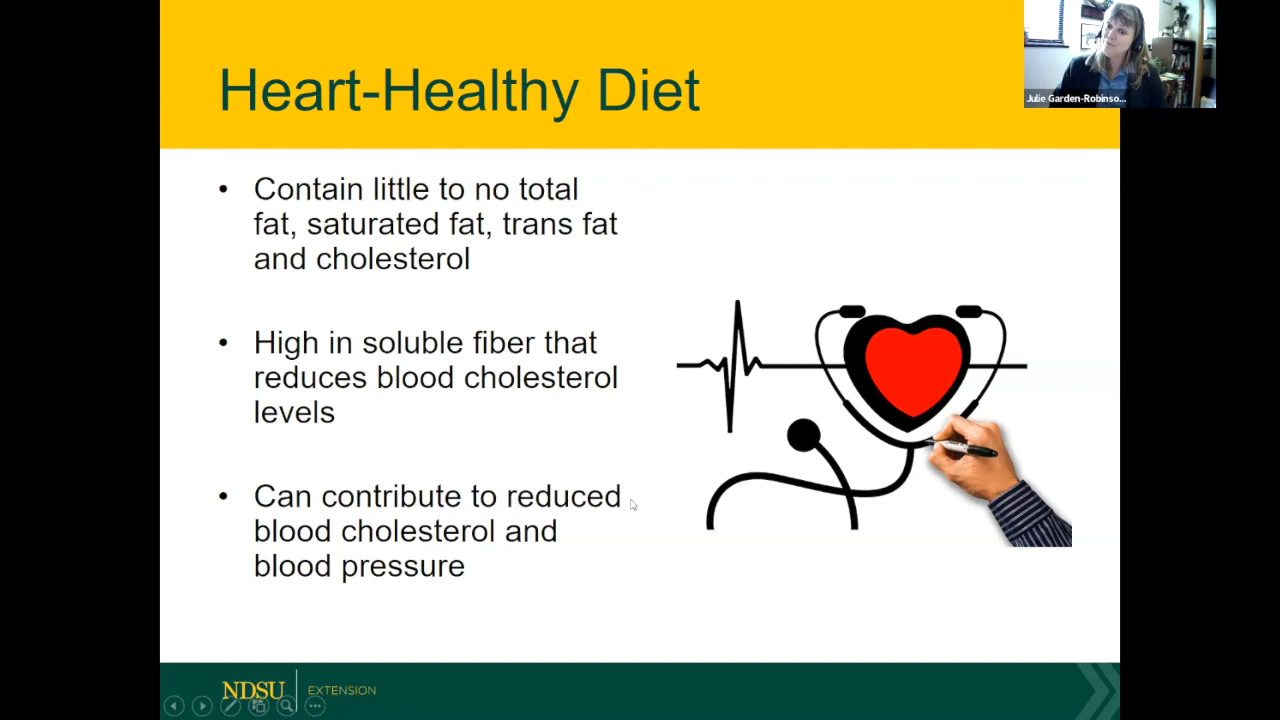 Heart-Healthy Diet
Julie Garden-Robinso...
• Contain little to no total
fat, saturated fat, trans fat
and cholesterol
• High in soluble fiber that
reduces blood cholesterol
levels
• Can contribute to reduced
blood cholesterol and
blood pressure
NDSU EXTENSION